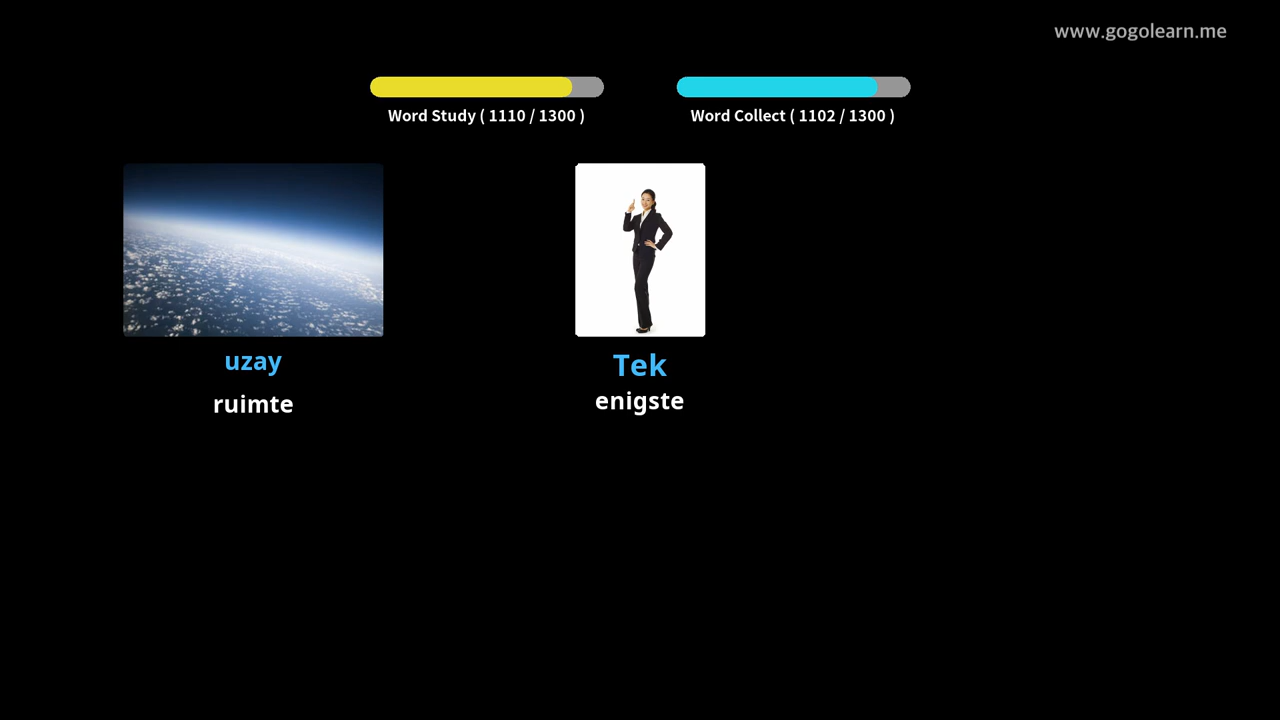 www.gogolearn.me
Word Study ( 1110 / 1300 )
Word Collect ( 1102 / 1300 )
uzay
ruimte
Tek
enigste